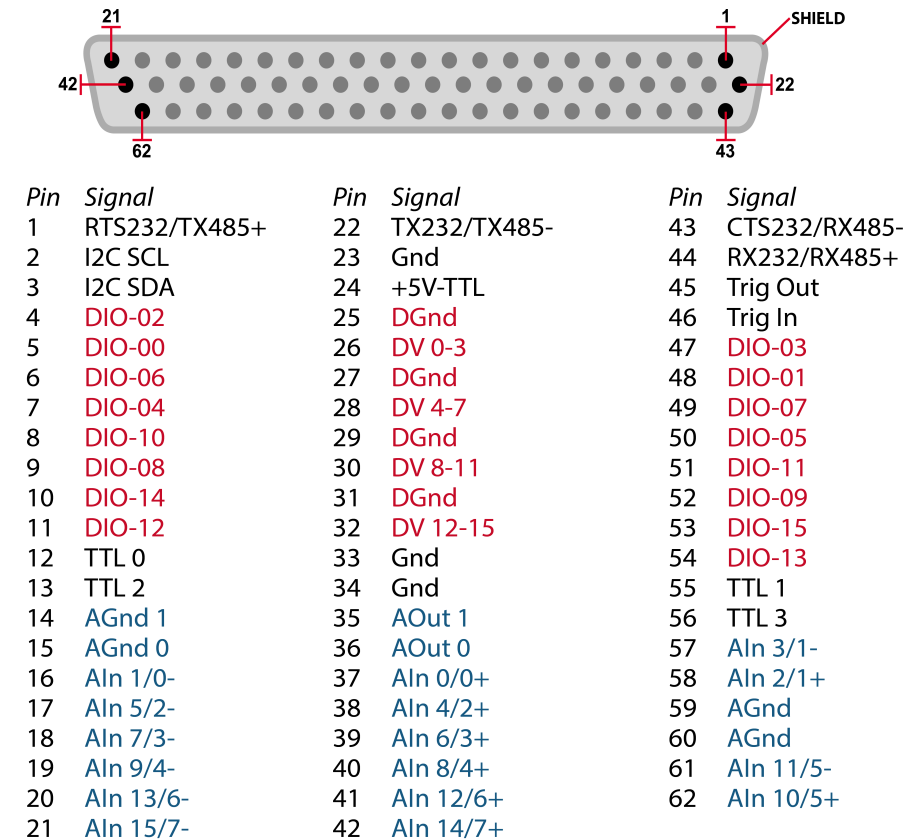 21 1 SHIELD
42 22
62 43
Pin Signal Pin Signal Pin Signal
1 RTS232/TX485+ 22 TX232/TX485- 43 CTS232/RX485-
2 I2C SCL 23 Gnd 44 RX232/RX485+
3 I2C SDA 24 +5V-TTL 45 Trig Out
4 DIO-02 25 DGnd 46 Trig In
5 DIO-00 26 DV 0-3 47 DIO-03
6 DIO-06 27 DGnd 48 DIO-01
7 DIO-04 28 DV 4-7 49 DIO-07
8 DIO-10 29 DGnd 50 DIO-05
9 DIO-08 30 DV 8-11 51 DIO-11
10 DIO-14 31 DGnd 52 DIO-09
11 DIO-12 32 DV 12-15 53 DIO-15
12 TTL 0 33 Gnd 54 DIO-13
13 TTL 2 34 Gnd 55 TTL 1
14 AGnd 1 35 AOut 1 56 TTL 3
15 AGnd 0 36 AOut 0 57 AIn 3/1-
16 AIn 1/0- 37 AIn 0/0+ 58 AIn 2/1+
17 AIn 5/2- 38 AIn 4/2+ 59 AGnd
18 AIn 7/3- 39 AIn 6/3+ 60 AGnd
19 AIn 9/4- 40 AIn 8/4+ 61 AIn 11/5-
20 AIn 13/6- 41 AIn 12/6+ 62 AIn 10/5+
21 AIn 15/7- 42 AIn 14/7+